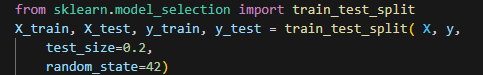 from sklearn.model_selection import train_test_split
X_train, X_test, y_train, y_test = train_test_split( X, y,
    test_size=0.2,
    random_state=42)